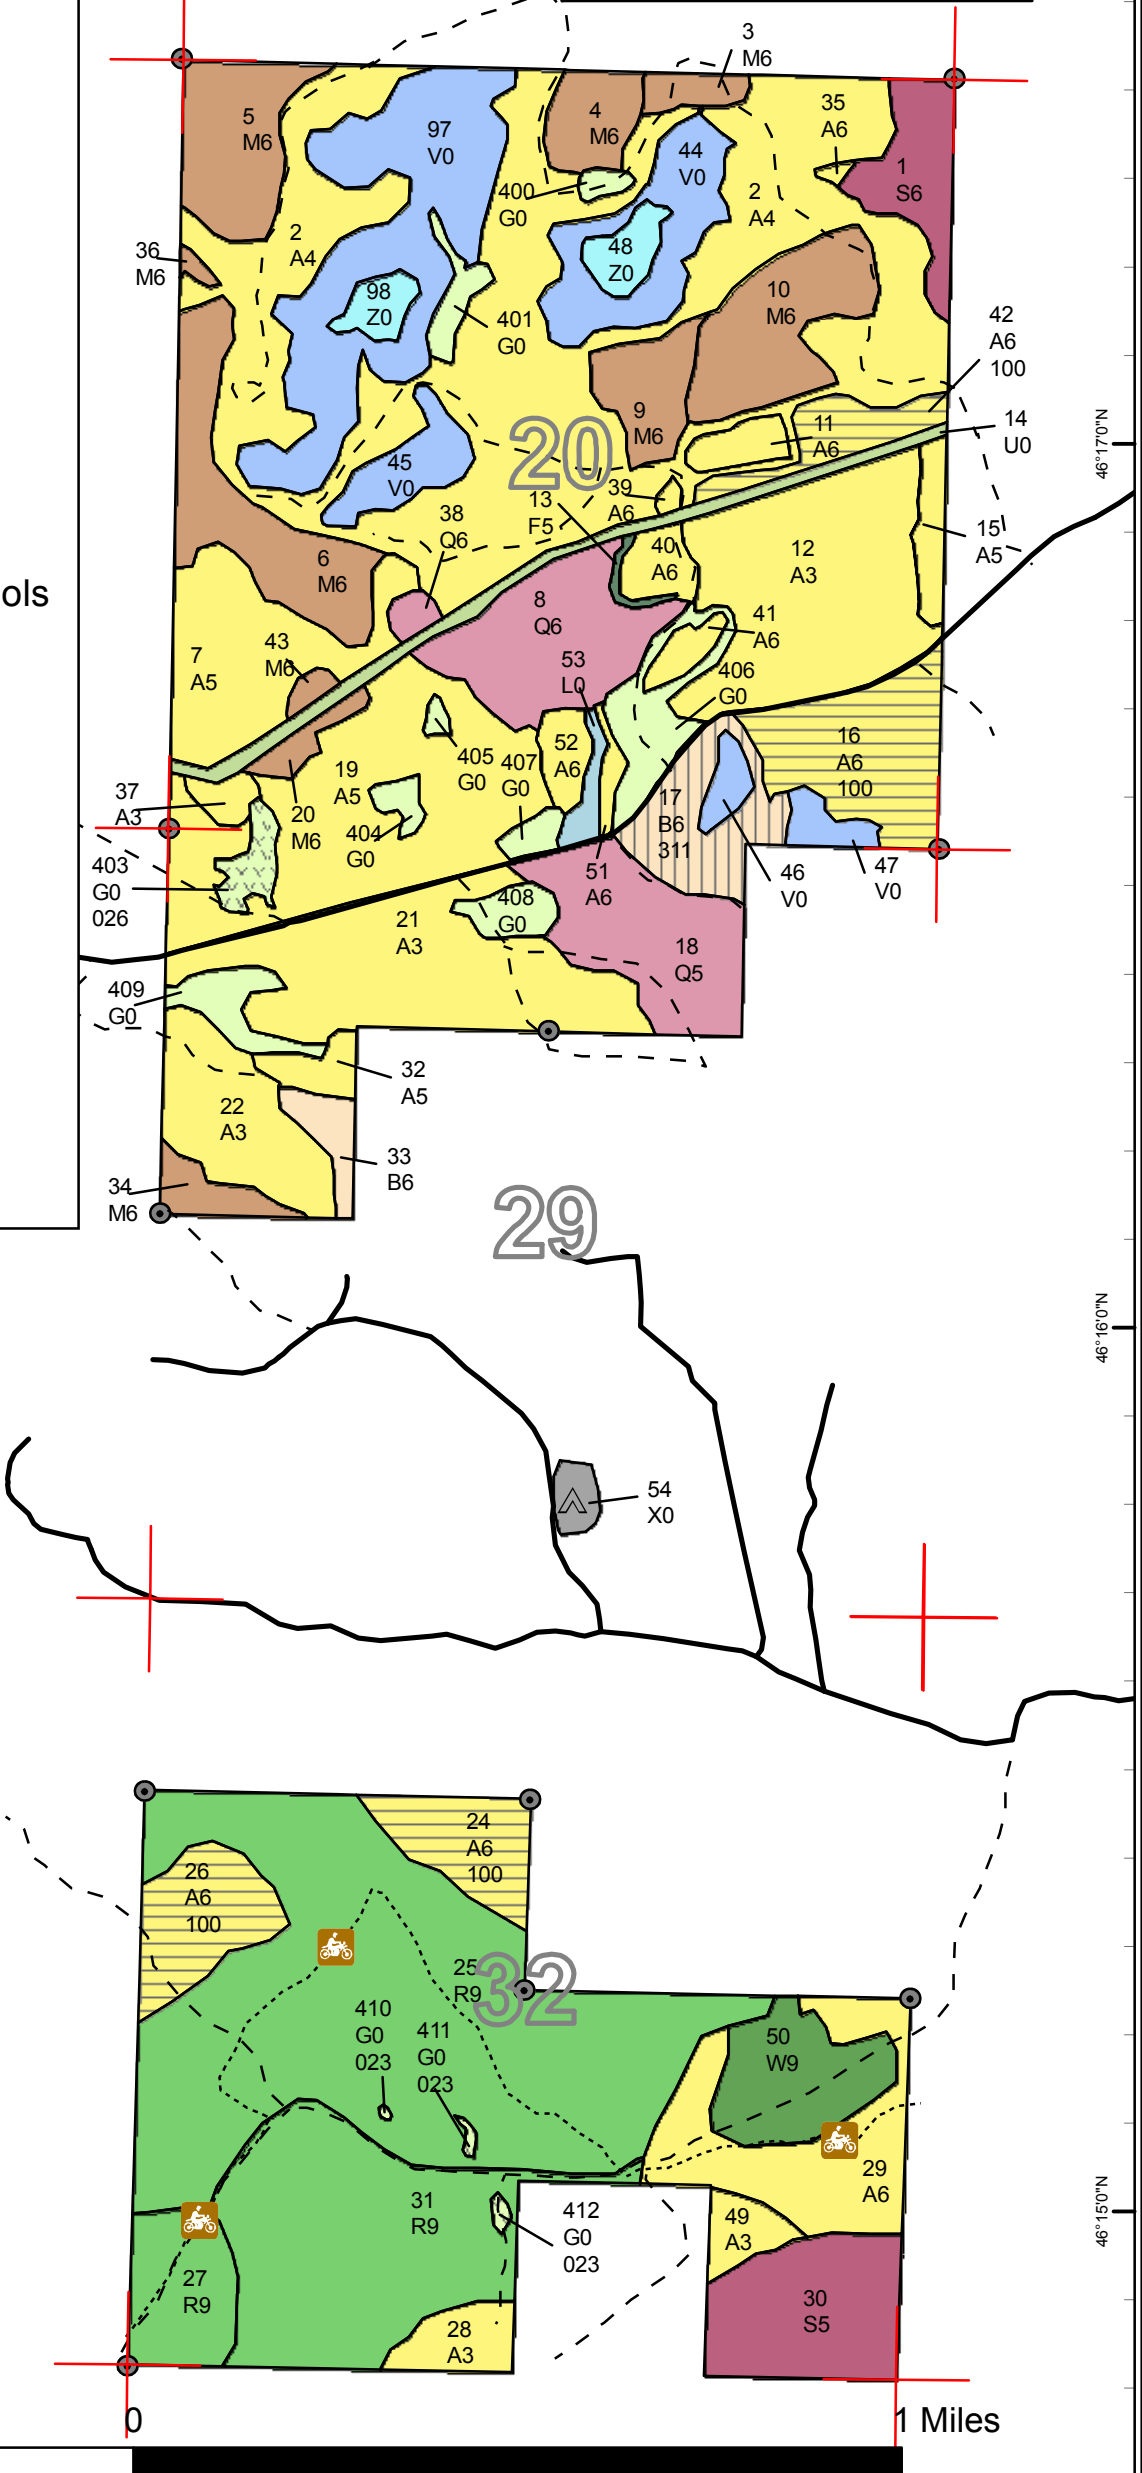 3
M6
5
M6
97
V0
4
M6
35
A6
44
V0
1
S6
400
G0
2
A4
2
A4
36
M6
48
Z0
98
Z0
10
M6
401
G0
42
A6
100
9
M6
11
A6
14
U0
46°17'0"N
20
45
V0
39
A6
13
F5
38
Q6
15
A5
40
A6
12
A3
6
M6
ols
8
Q6
41
A6
43
M6
7
A5
53
L0
406
G0
52
A6
16
A6
100
405
G0
407
G0
19
A5
37
A3
20
M6
404
G0
17
B6
311
403
G0
026
46
V0
47
V0
51
A6
408
G0
21
A3
18
Q5
409
G0
32
A5
22
A3
33
B6
34
M6
29
46°16'0"N
54
X0
24
A6
100
26
A6
100
25
R9
32
410
G0
023
411
G0
023
50
W9
29
A6
31
R9
412
G0
023
49
A3
46°15'0"N
27
R9
30
S5
28
A3
0
1 Miles